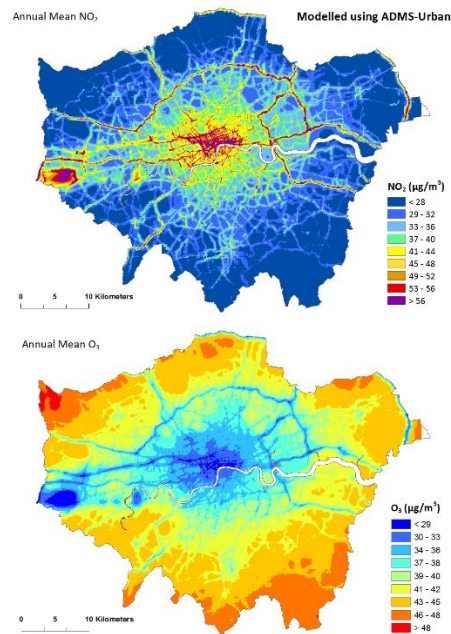 Annual Mean NO₂
Modelled using ADMS-Urban
NO₂ (µg/m³)
< 28
29 - 32
33 - 36
37 - 40
41 - 44
45 - 48
49 - 52
53 - 56
> 56
0 5 10 Kilometers
Annual Mean O₃
O₃ (µg/m³)
< 29
30 - 33
34 - 36
37 - 38
39 - 40
41 - 42
43 - 45
46 - 48
> 48
0 5 10 Kilometers